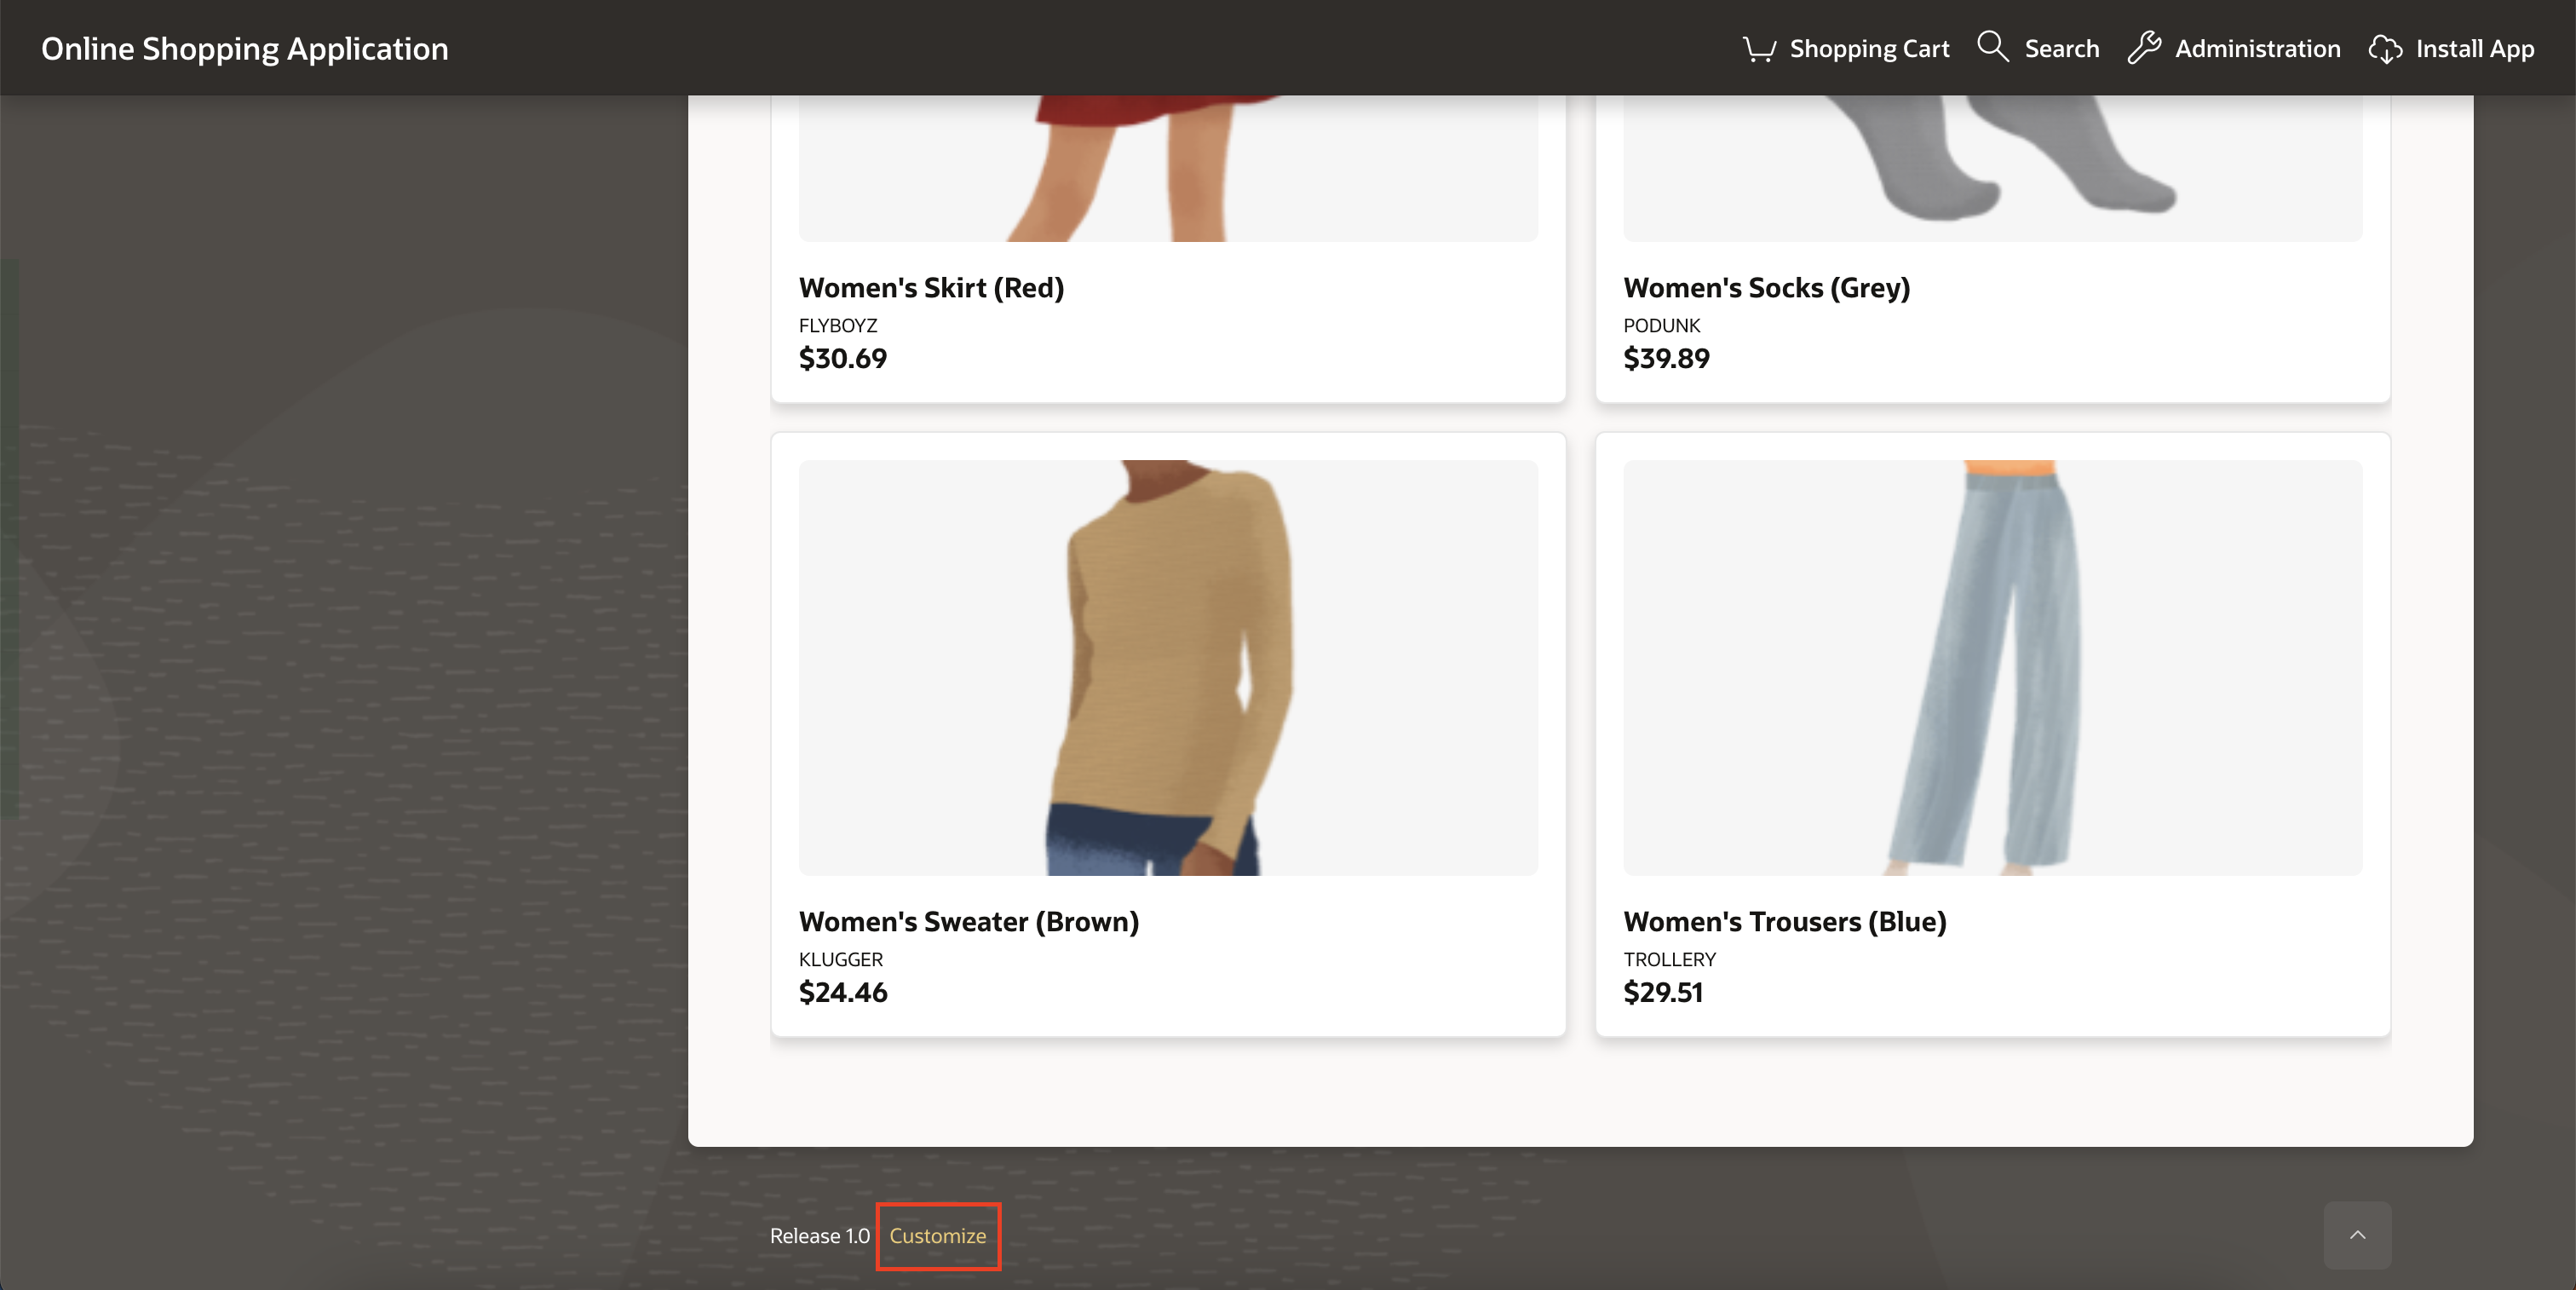 Online Shopping Application
Shopping Cart
Search
Administration
Install App
Women's Skirt (Red)
FLYBOYZ
$30.69
Women's Socks (Grey)
PODUNK
$39.89
Women's Sweater (Brown)
KLUGGER
$24.46
Women's Trousers (Blue)
TROLLERY
$29.51
Release 1.0 Customize